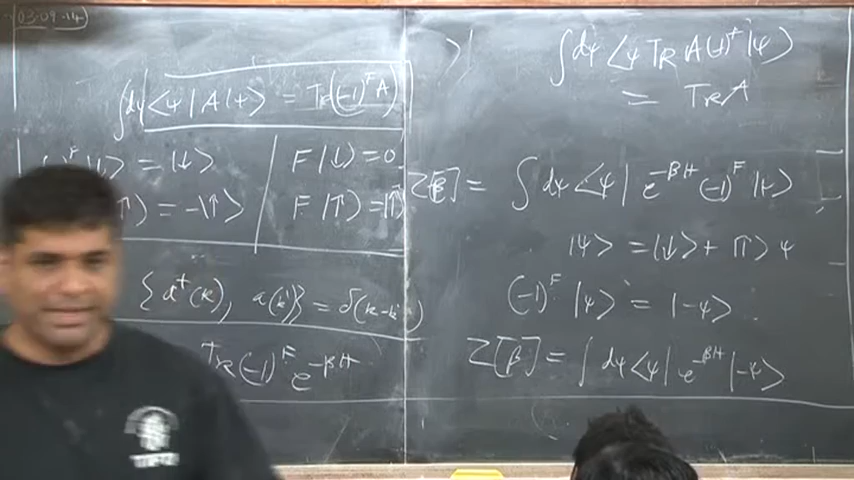 03.09.14
∫dψ <ψ|A|ψ> = Tr(-1)^F A
|↓> = |↓>
|↑> = -|↑>
F|↓> = 0
F|↑> = |↑>
{a†(k), a(k')} = δ(k-k')
Tr(-1)^F e^{-βH}
∫dψ <ψ| TR A(-1)^F |ψ>
= TR A
Z[β] = ∫dψ <ψ| e^{-βH} (-1)^F |ψ>
|ψ> = |↓> + |↑>ψ
(-1)^F |ψ> = |-ψ>
Z[β] = ∫dψ <ψ| e^{-βH} |-ψ>